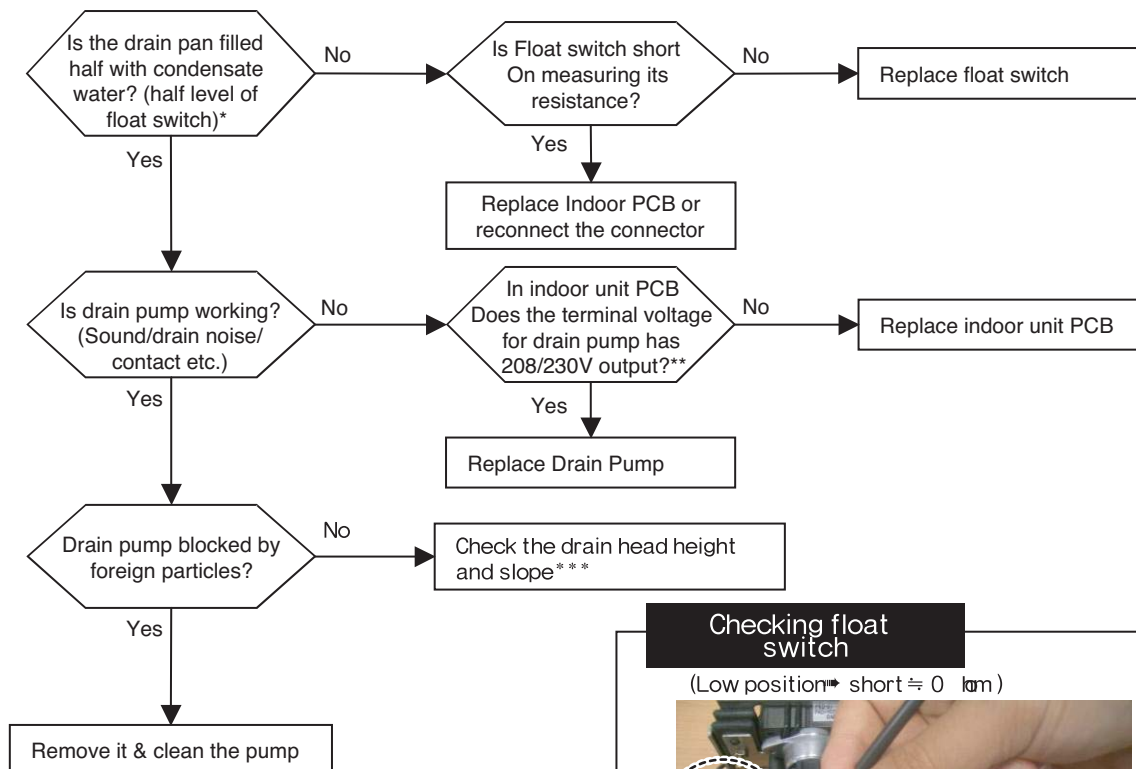 Is the drain pan filled
half with condensate
water? (half level of
float switch)*
No
Is Float switch short
On measuring its
resistance?
No
Replace float switch
Yes
Yes
Replace Indoor PCB or
reconnect the connector
Is drain pump working?
(Sound/drain noise/
contact etc.)
No
In indoor unit PCB
Does the terminal voltage
for drain pump has
208/230V output?**
No
Replace indoor unit PCB
Yes
Yes
Replace Drain Pump
Drain pump blocked by
foreign particles?
No
Check the drain head height
and slope***
Yes
Remove it & clean the pump
Checking float
switch
(Low position➠ short ≒ 0 )